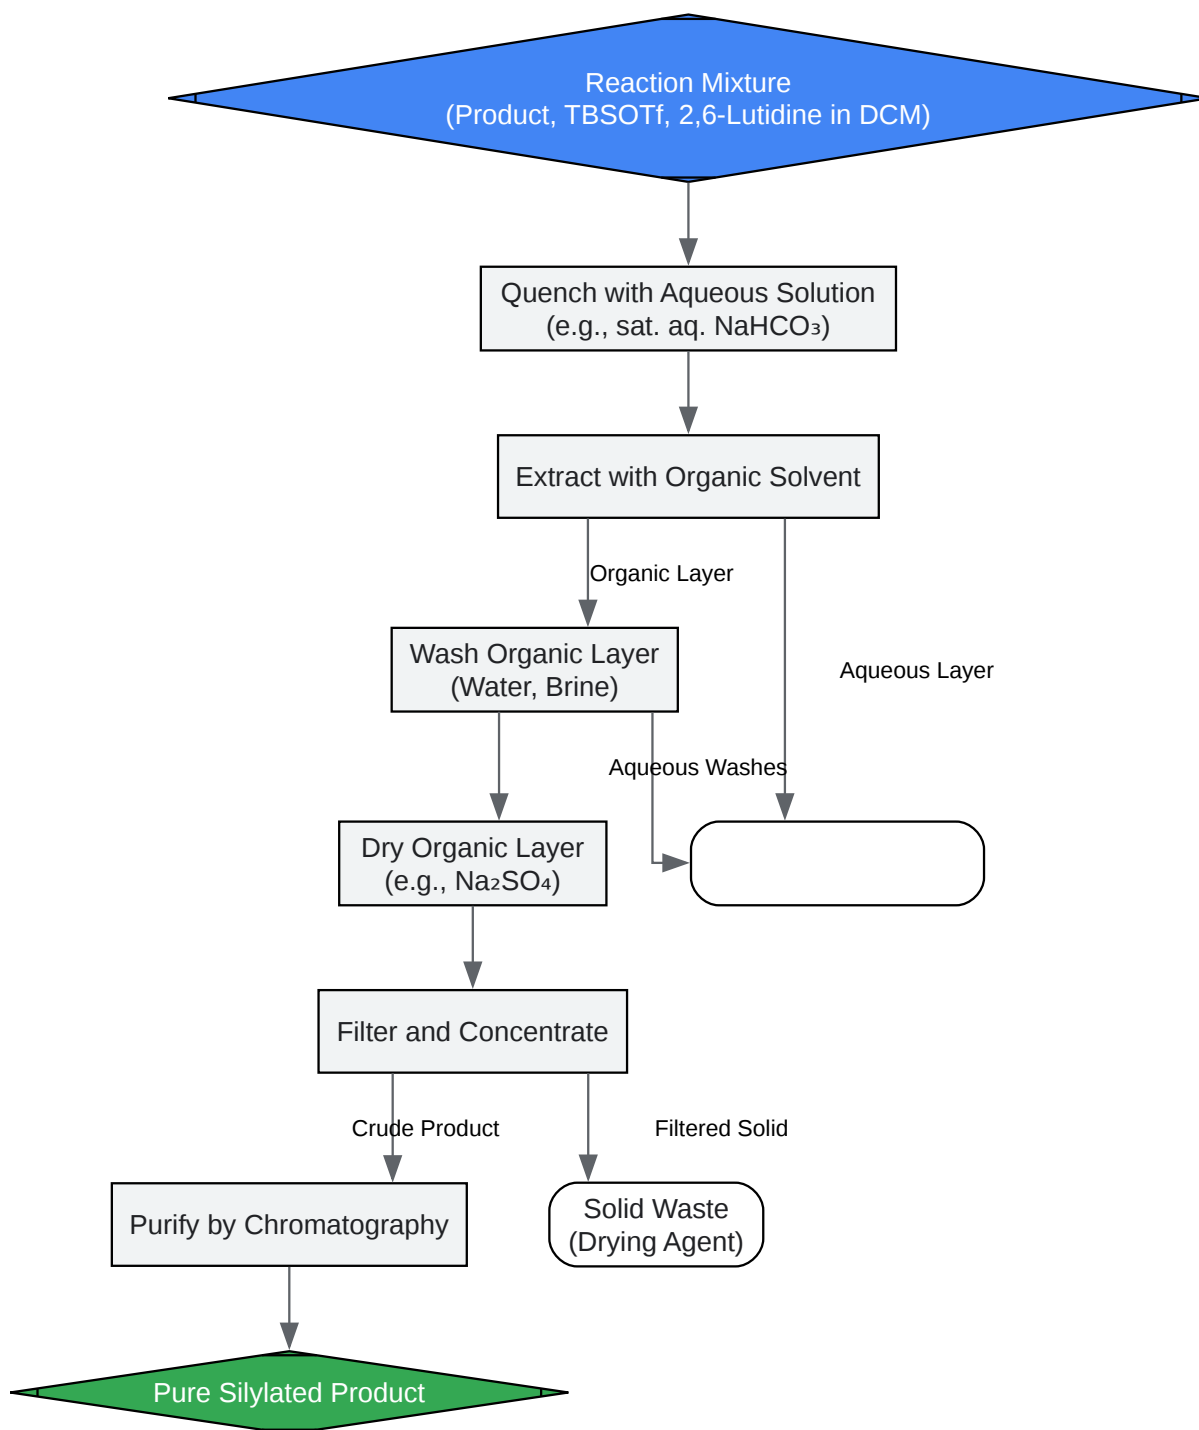 Reaction Mixture
(Product, TBSOTf, 2,6-Lutidine in DCM)
Quench with Aqueous Solution
(e.g., sat. aq. NaHCO₃)
Extract with Organic Solvent
Organic Layer
Wash Organic Layer
(Water, Brine)
Aqueous Layer
Aqueous Washes
Dry Organic Layer
(e.g., Na₂SO₄)
Filter and Concentrate
Crude Product
Filtered Solid
Purify by Chromatography
Solid Waste
(Drying Agent)
Pure Silylated Product